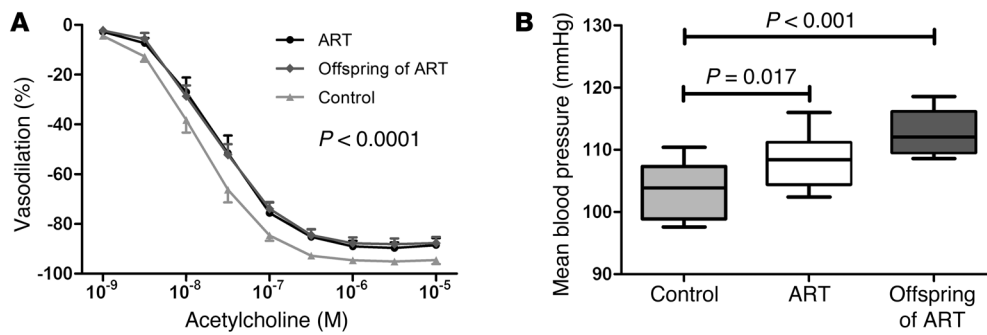 A
Vasodilation (%)
0
-20
-40
-60
-80
-100
ART
Offspring of ART
Control
P < 0.0001
10⁻⁹
10⁻⁸
10⁻⁷
10⁻⁶
10⁻⁵
Acetylcholine (M)
B
Mean blood pressure (mmHg)
130
120
110
100
90
P < 0.001
P = 0.017
Control
ART
Offspring
of ART